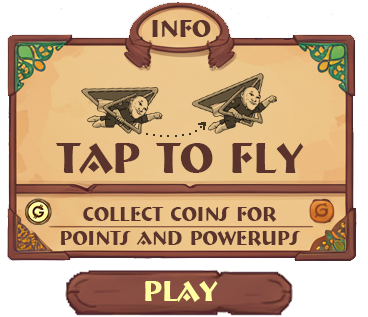 INFO
TAP TO FLY
G COLLECT COINS FOR G
POINTS AND POWERUPS
PLAY